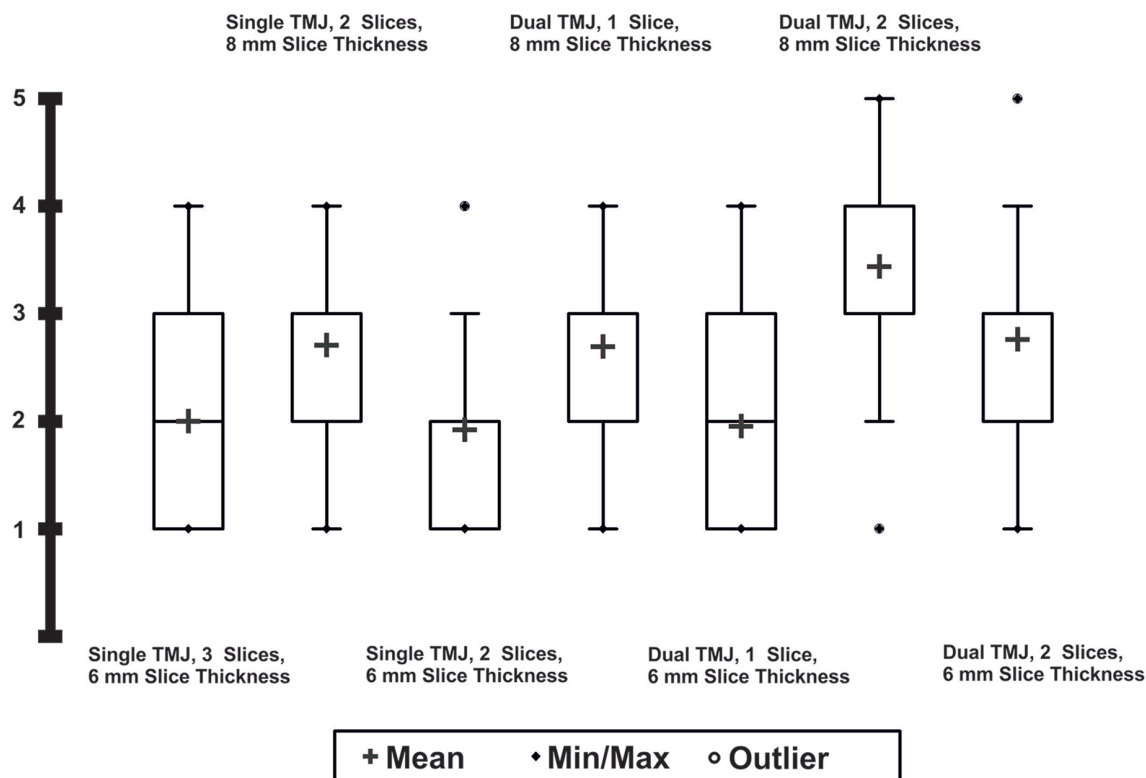 Single TMJ, 2 Slices,
8 mm Slice Thickness
Dual TMJ, 1 Slice,
8 mm Slice Thickness
Dual TMJ, 2 Slices,
8 mm Slice Thickness
5
4
3
2
1
Single TMJ, 3 Slices,
6 mm Slice Thickness
Single TMJ, 2 Slices,
6 mm Slice Thickness
Dual TMJ, 1 Slice,
6 mm Slice Thickness
Dual TMJ, 2 Slices,
6 mm Slice Thickness
Mean Min/Max Outlier